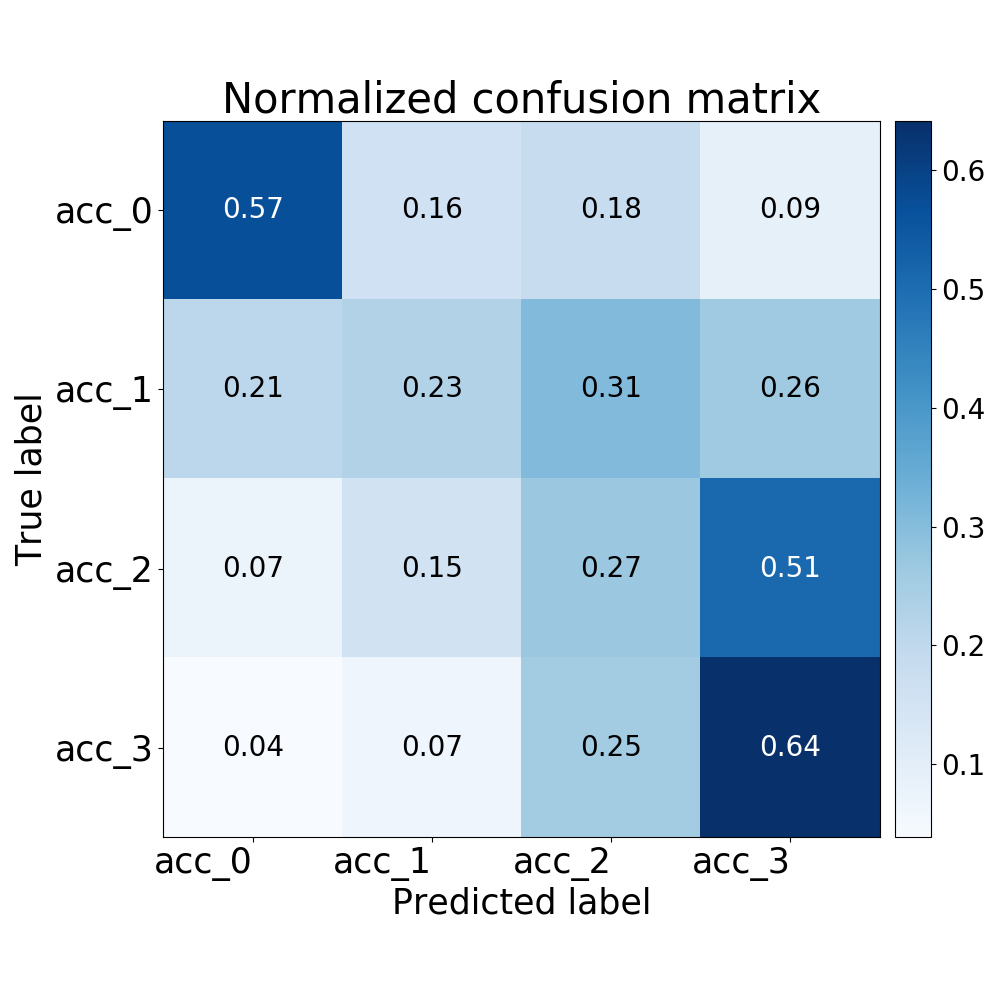 Normalized confusion matrix
acc_0 0.57 0.16 0.18 0.09 0.6
0.5
acc_1 0.21 0.23 0.31 0.26 0.4
True label
0.3
acc_2 0.07 0.15 0.27 0.51
0.2
acc_3 0.04 0.07 0.25 0.64 0.1
acc_0 acc_1 acc_2 acc_3
Predicted label